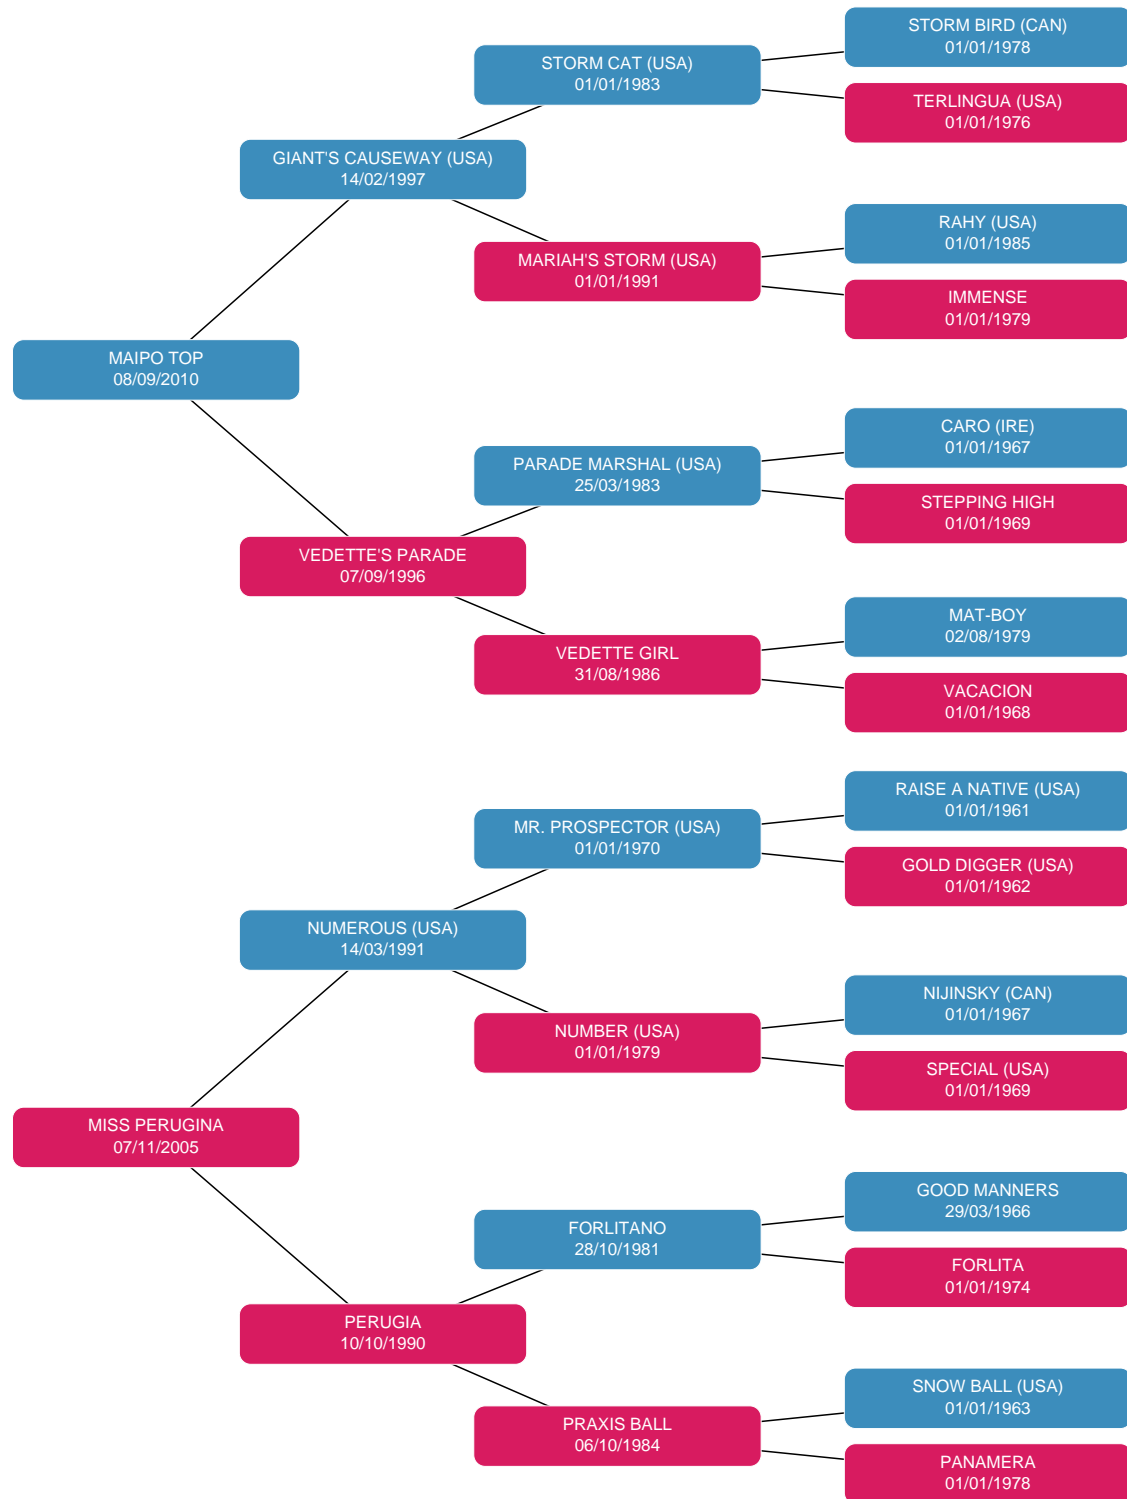 STORM BIRD (CAN)
01/01/1978
STORM CAT (USA)
01/01/1983
TERLINGUA (USA)
01/01/1976
GIANT'S CAUSEWAY (USA)
14/02/1997
RAHY (USA)
01/01/1985
MARIAH'S STORM (USA)
01/01/1991
IMMENSE
01/01/1979
MAIPO TOP
08/09/2010
CARO (IRE)
01/01/1967
PARADE MARSHAL (USA)
25/03/1983
STEPPING HIGH
01/01/1969
VEDETTE'S PARADE
07/09/1996
MAT-BOY
02/08/1979
VEDETTE GIRL
31/08/1986
VACACION
01/01/1968
RAISE A NATIVE (USA)
01/01/1961
MR. PROSPECTOR (USA)
01/01/1970
GOLD DIGGER (USA)
01/01/1962
NUMEROUS (USA)
14/03/1991
NIJINSKY (CAN)
01/01/1967
NUMBER (USA)
01/01/1979
SPECIAL (USA)
01/01/1969
MISS PERUGINA
07/11/2005
GOOD MANNERS
29/03/1966
FORLITANO
28/10/1981
FORLITA
01/01/1974
PERUGIA
10/10/1990
SNOW BALL (USA)
01/01/1963
PRAXIS BALL
06/10/1984
PANAMERA
01/01/1978